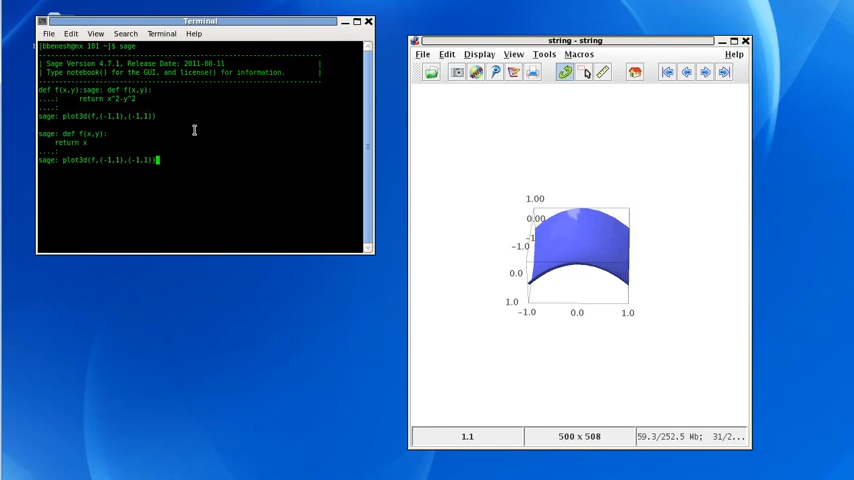 Terminal
File Edit View Search Terminal Help
[bbenesh@nx 101 ~]$ sage
----------------------------------------------------------------------
| Sage Version 4.7.1, Release Date: 2011-08-11 |
| Type notebook() for the GUI, and license() for information. |
----------------------------------------------------------------------
def f(x,y):sage: def f(x,y):
....: return x^2-y^2
....:
sage: plot3d(f,(-1,1),(-1,1))
sage: def f(x,y):
return x
....:
sage: plot3d(f,(-1,1),(-1,1))
string - string
File Edit Display View Tools Macros
1.00
0.00
-1
-1.0
0.0
1.0
-1.0 0.0 1.0
1.1 500 x 508 59.3/252.5 Mb; 31/2...